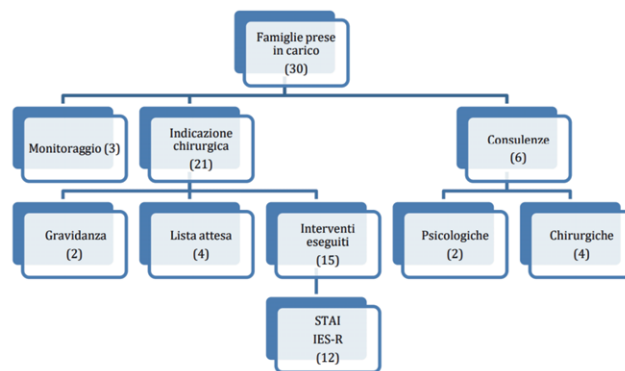 Famiglie prese
in carico
(30)
Monitoraggio (3)
Indicazione
chirurgica
(21)
Consulenze
(6)
Gravidanza
(2)
Lista attesa
(4)
Interventi
eseguiti
(15)
Psicologiche
(2)
Chirurgiche
(4)
STAI
IES-R
(12)